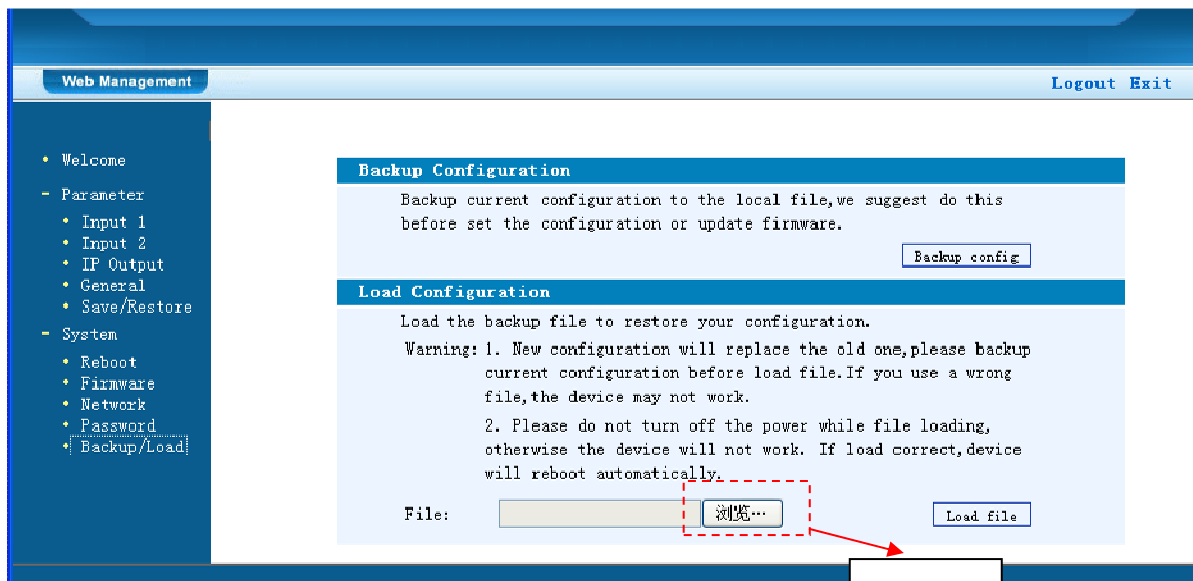 Web Management
Logout Exit
Welcome
Parameter
Input 1
Input 2
IP Output
General
Save/Restore
System
Reboot
Firmware
Network
Password
Backup/Load
Backup Configuration
Backup current configuration to the local file,we suggest do this
before set the configuration or update firmware.
Backup config
Load Configuration
Load the backup file to restore your configuration.
Warning: 1. New configuration will replace the old one,please backup
current configuration before load file.If you use a wrong
file,the device may not work.
2. Please do not turn off the power while file loading,
otherwise the device will not work. If load correct,device
will reboot automatically.
File:
浏览…
Load file